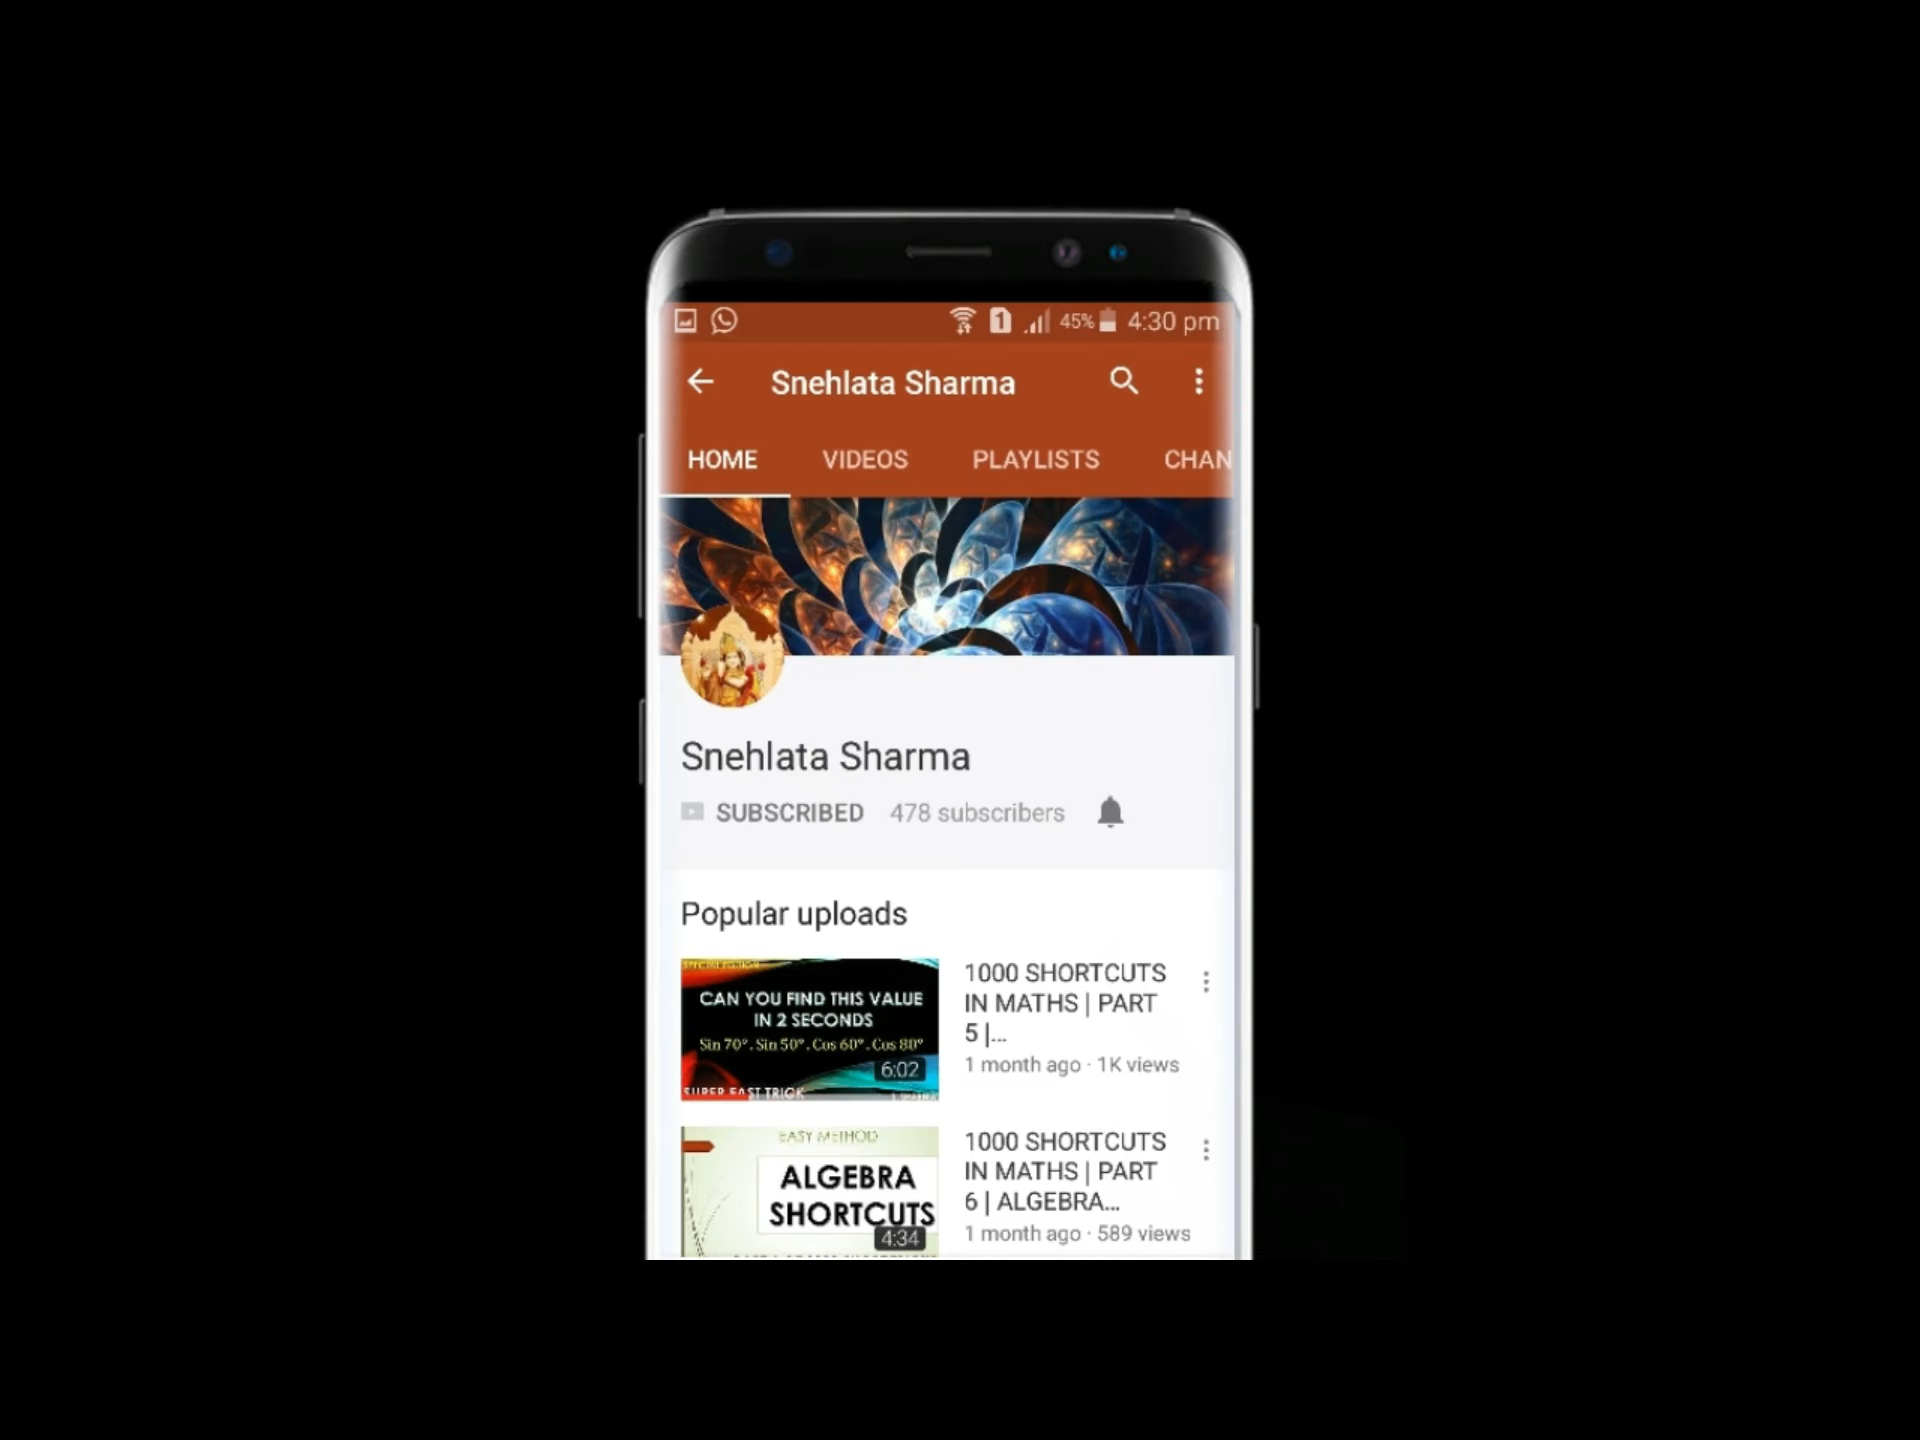 45% 4:30 pm
Snehlata Sharma
HOME VIDEOS PLAYLISTS CHAN
Snehlata Sharma
SUBSCRIBED 478 subscribers
Popular uploads
CAN YOU FIND THIS VALUE
IN 2 SECONDS
Sin 70° . Sin 50° . Cos 60° . Cos 80°
6:02
SUPER FAST TRICK
1000 SHORTCUTS
IN MATHS | PART
5 |...
1 month ago · 1K views
EASY METHOD
ALGEBRA
SHORTCUTS
4:34
1000 SHORTCUTS
IN MATHS | PART
6 | ALGEBRA...
1 month ago · 589 views